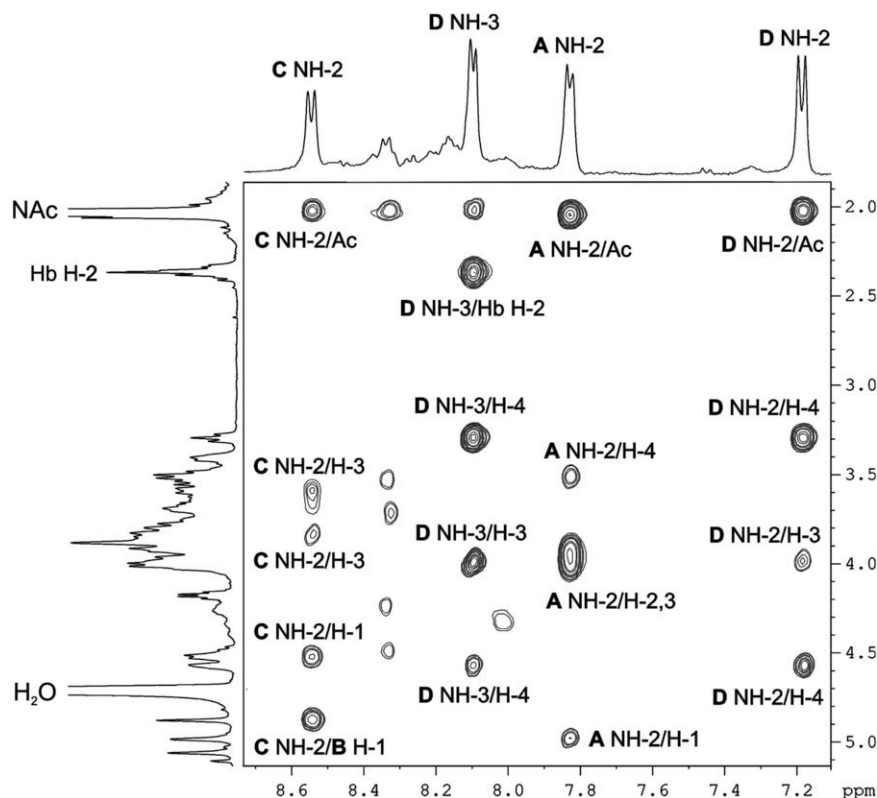 D NH-3
A NH-2
D NH-2
C NH-2
NAc
2.0
C NH-2/Ac
A NH-2/Ac
D NH-2/Ac
Hb H-2
D NH-3/Hb H-2
2.5
3.0
D NH-3/H-4
D NH-2/H-4
A NH-2/H-4
C NH-2/H-3
3.5
D NH-3/H-3
D NH-2/H-3
C NH-2/H-3
4.0
A NH-2/H-2,3
C NH-2/H-1
4.5
H₂O
D NH-3/H-4
D NH-2/H-4
C NH-2/B H-1
A NH-2/H-1
5.0
8.6 8.4 8.2 8.0 7.8 7.6 7.4 7.2 ppm